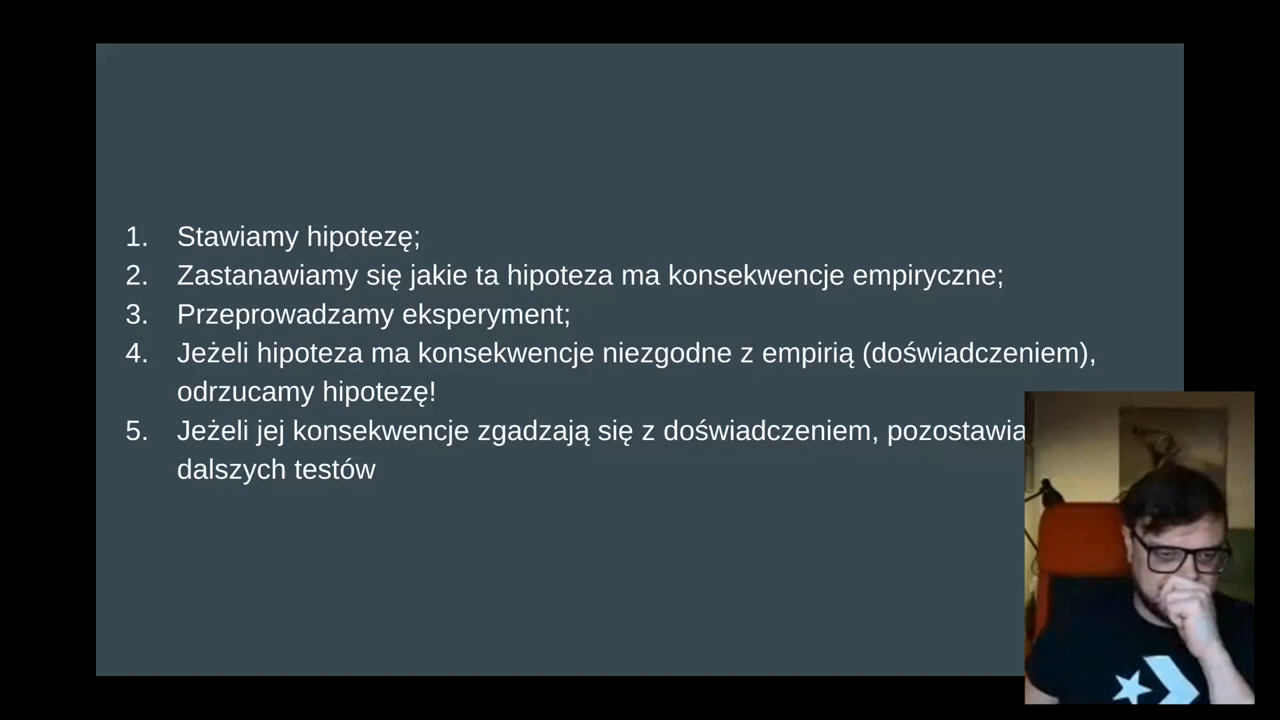 1. Stawiamy hipotezę;
2. Zastanawiamy się jakie ta hipoteza ma konsekwencje empiryczne;
3. Przeprowadzamy eksperyment;
4. Jeżeli hipoteza ma konsekwencje niezgodne z empirią (doświadczeniem),
odrzucamy hipotezę!
5. Jeżeli jej konsekwencje zgadzają się z doświadczeniem,
dalszych testów